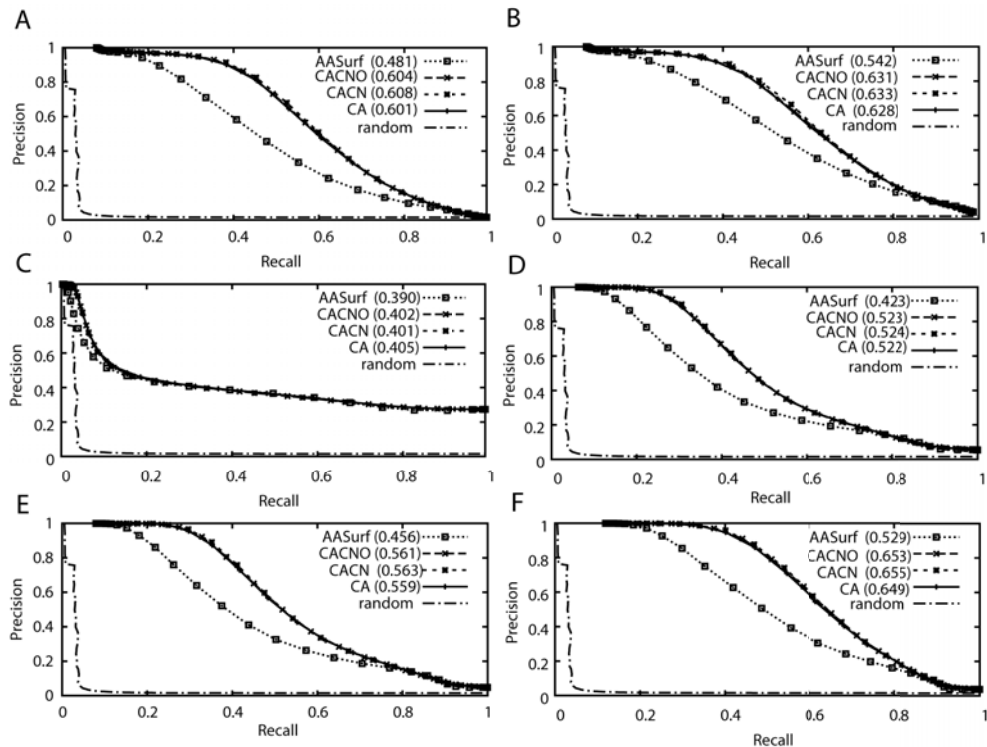 A
1
0.8
0.6
0.4
0.2
0
Precision
AASurf (0.481)
CACNO (0.604)
CACN (0.608)
CA (0.601)
random
0 0.2 0.4 0.6 0.8 1
Recall
B
1
0.8
0.6
0.4
0.2
0
Precision
AASurf (0.542)
CACNO (0.631)
CACN (0.633)
CA (0.628)
random
0 0.2 0.4 0.6 0.8 1
Recall
C
1
0.8
0.6
0.4
0.2
0
Precision
AASurf (0.390)
CACNO (0.402)
CACN (0.401)
CA (0.405)
random
0 0.2 0.4 0.6 0.8 1
Recall
D
1
0.8
0.6
0.4
0.2
0
Precision
AASurf (0.423)
CACNO (0.523)
CACN (0.524)
CA (0.522)
random
0 0.2 0.4 0.6 0.8 1
Recall
E
1
0.8
0.6
0.4
0.2
0
Precision
AASurf (0.456)
CACNO (0.561)
CACN (0.563)
CA (0.559)
random
0 0.2 0.4 0.6 0.8 1
Recall
F
1
0.8
0.6
0.4
0.2
0
Precision
AASurf (0.529)
CACNO (0.653)
CACN (0.655)
CA (0.649)
random
0 0.2 0.4 0.6 0.8 1
Recall